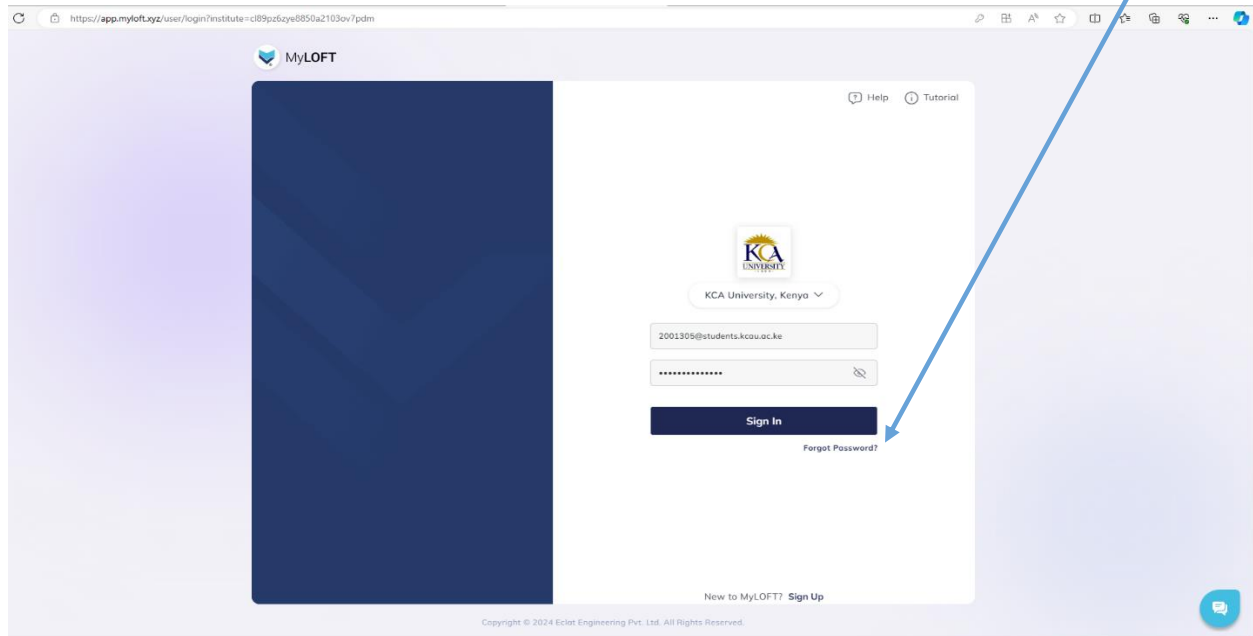 https://app.myloft.xyz/user/login?institute=cl89pz6zye8850a2103ov7pdm
MyLOFT
Help Tutorial
KCA
UNIVERSITY
KCA University, Kenya
2001305@students.kcau.ac.ke
••••••••••••••
Sign In
Forgot Password?
New to MyLOFT? Sign Up
Copyright © 2024 Eclat Engineering Pvt. Ltd. All Rights Reserved.